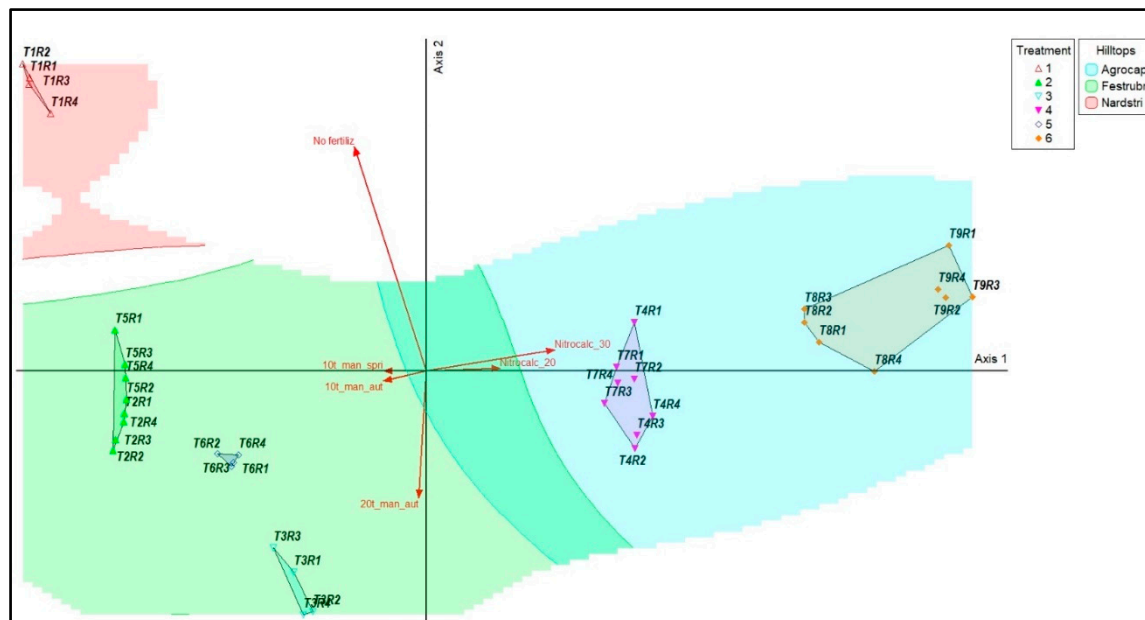 T1R2
T1R1
T1R3
T1R4
Axis 2
Treatment
1
2
3
4
5
6
Hilltops
Agrocap
Festrubr
Nardstri
No fertiliz
T9R1
T9R4
T9R3
T9R2
T8R3
T8R2
T8R1
T8R4
T5R1
T5R3
T5R4
T5R2
T2R1
T2R4
T2R3
T2R2
T4R1
T7R1
T7R2
T7R4
T7R3
T4R4
T4R3
T4R2
Nitrocalc_30
Nitrocalc_20
Axis 1
10t_man_spri
10t_man_aut
T6R2
T6R4
T6R3
T6R1
20t_man_aut
T3R3
T3R1
T3R2
T3R4